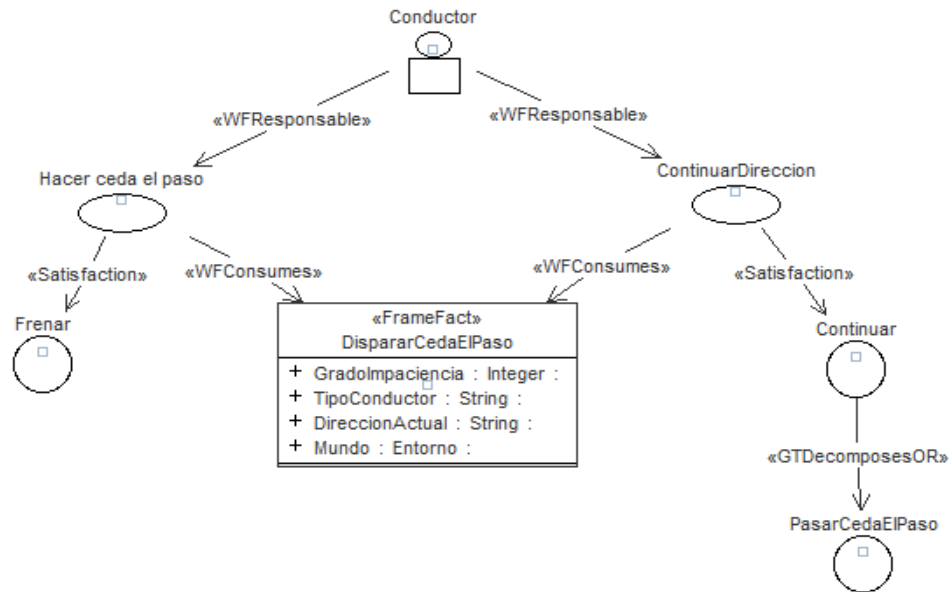 Conductor
«WFResponsable»
«WFResponsable»
Hacer ceda el paso
ContinuarDireccion
«Satisfaction»
«WFConsumes»
«WFConsumes»
«Satisfaction»
Frenar
«FrameFact»
DispararCedaElPaso
+ GradoImpaciencia : Integer :
+ TipoConductor : String :
+ DireccionActual : String :
+ Mundo : Entorno :
Continuar
«GTDecomposesOR»
PasarCedaElPaso